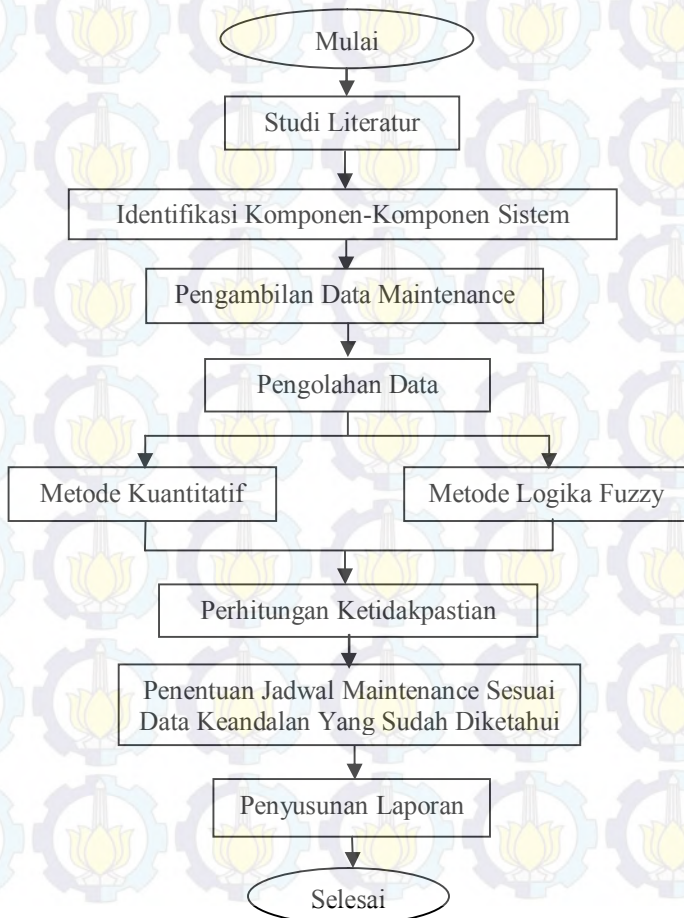 Mulai
Studi Literatur
Identifikasi Komponen-Komponen Sistem
Pengambilan Data Maintenance
Pengolahan Data
Metode Kuantitatif
Metode Logika Fuzzy
Perhitungan Ketidakpastian
Penentuan Jadwal Maintenance Sesuai
Data Keandalan Yang Sudah Diketahui
Penyusunan Laporan
Selesai